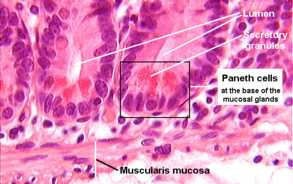 Lumen
Secretory
granules
Paneth cells
at the base of the
mucosal glands
Muscularis mucosa